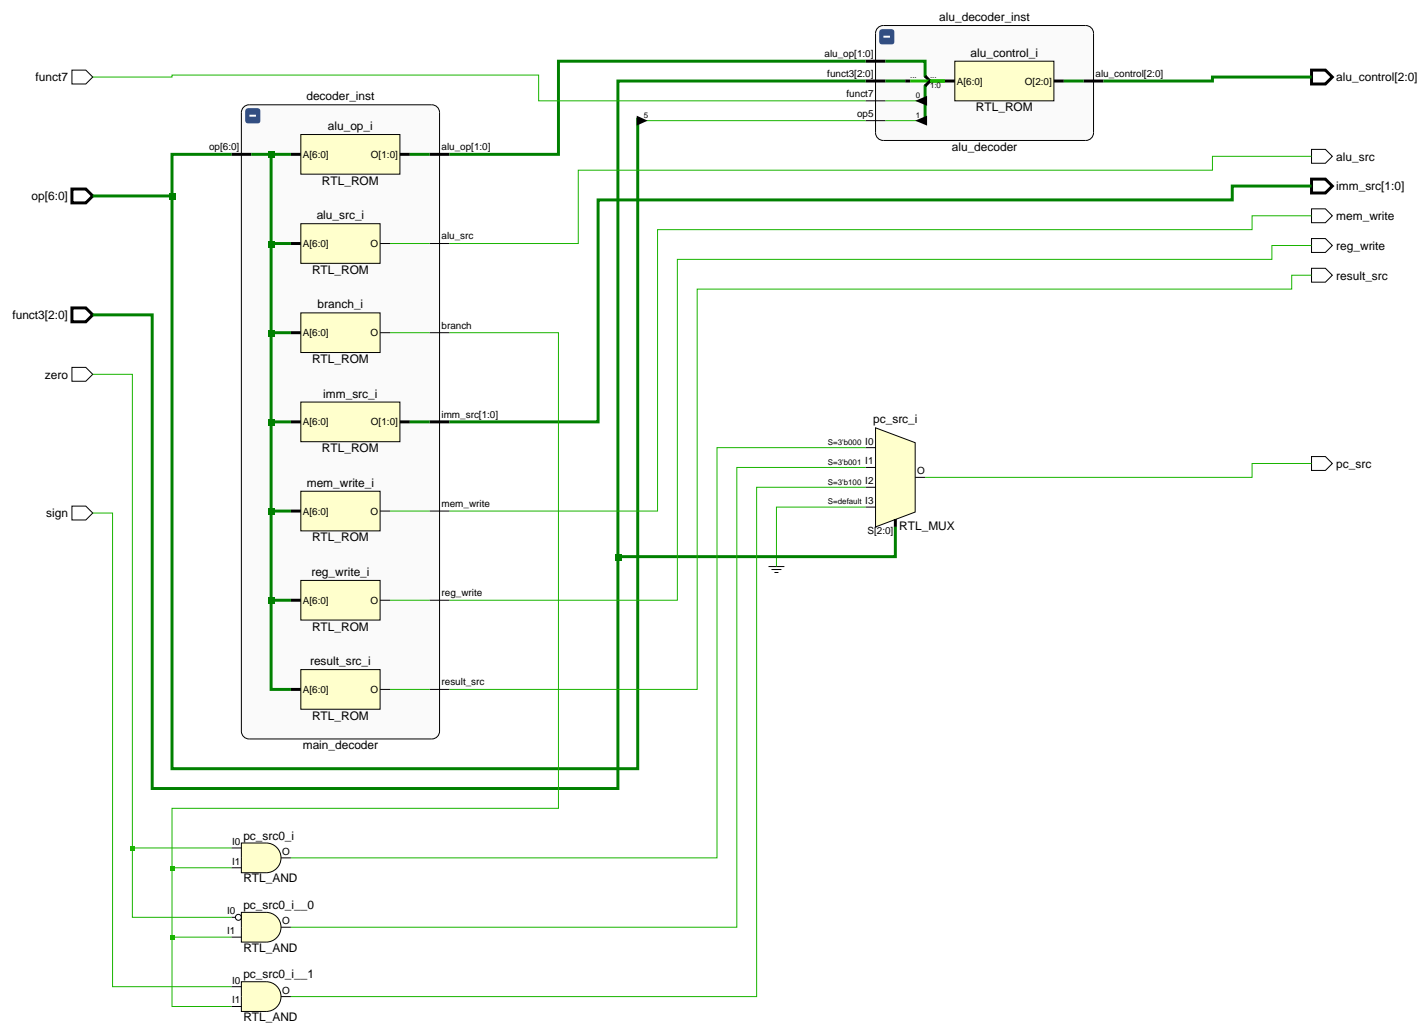 alu_decoder_inst
alu_op[1:0]
alu_control_i
funct7
funct3[2:0]
... ...
A[6:0] O[2:0]
alu_control[2:0]
alu_control[2:0]
1:0
RTL_ROM
funct7
0
op5
1
5
alu_decoder
decoder_inst
alu_op_i
op[6:0]
A[6:0] O[1:0]
alu_op[1:0]
RTL_ROM
alu_src
imm_src[1:0]
op[6:0]
mem_write
alu_src_i
A[6:0] O
alu_src
RTL_ROM
reg_write
result_src
branch_i
funct3[2:0]
A[6:0] O
branch
RTL_ROM
zero
imm_src_i
A[6:0] O[1:0]
imm_src[1:0]
RTL_ROM
pc_src_i
S=3'b000 I0
S=3'b001 I1
S=3'b100 I2
S=default I3
O
pc_src
S[2:0]
RTL_MUX
mem_write_i
sign
A[6:0] O
mem_write
RTL_ROM
reg_write_i
A[6:0] O
reg_write
RTL_ROM
result_src_i
A[6:0] O
result_src
RTL_ROM
main_decoder
pc_src0_i
I0
I1
O
RTL_AND
pc_src0_i__0
I0
I1
O
RTL_AND
pc_src0_i__1
I0
I1
O
RTL_AND